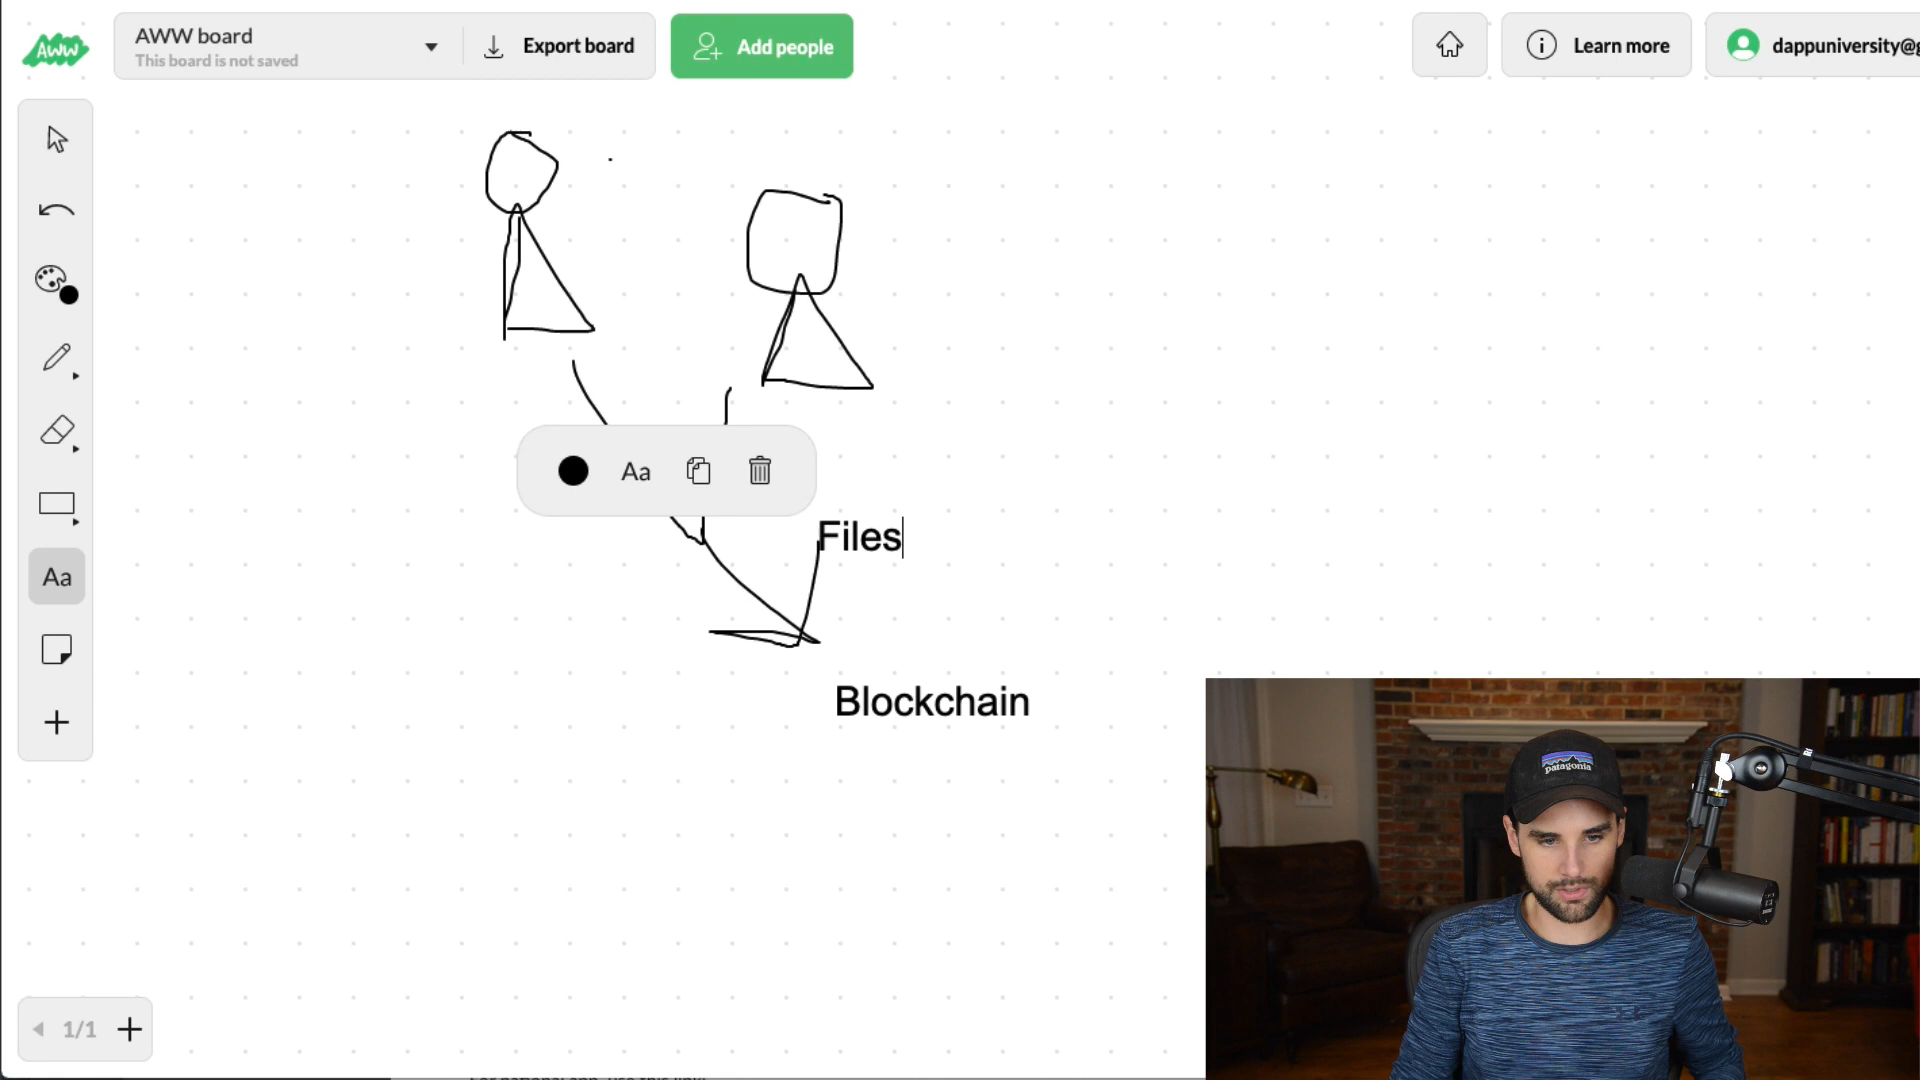 AWW
AWW board
This board is not saved
Export board
Add people
Learn more
dappuniversity@g
Aa
Files
Aa
Blockchain
patagonia
1/1